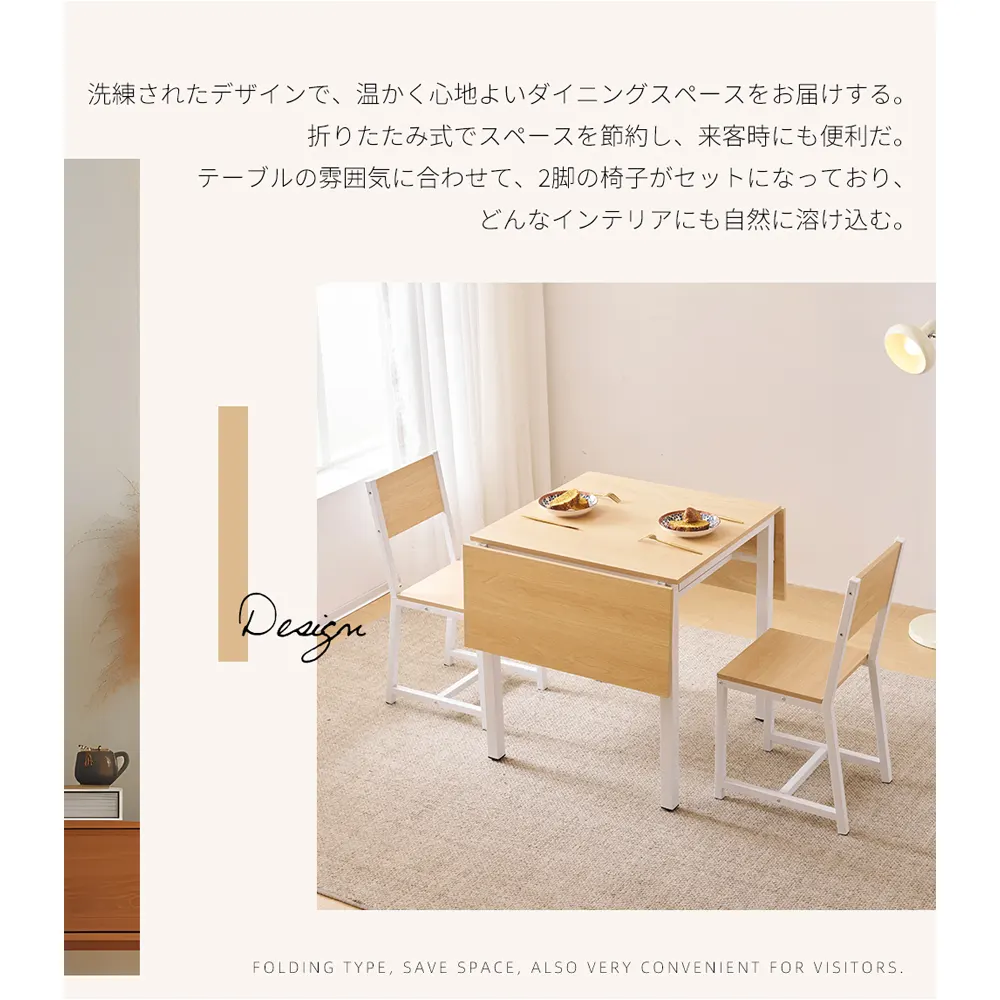 洗練されたデザインで、温かく心地よいダイニングスペースをお届けする。
折りたたみ式でスペースを節約し、来客時にも便利だ。
テーブルの雰囲気に合わせて、2脚の椅子がセットになっており、
どんなインテリアにも自然に溶け込む。
Design
FOLDING TYPE, SAVE SPACE, ALSO VERY CONVENIENT FOR VISITORS.